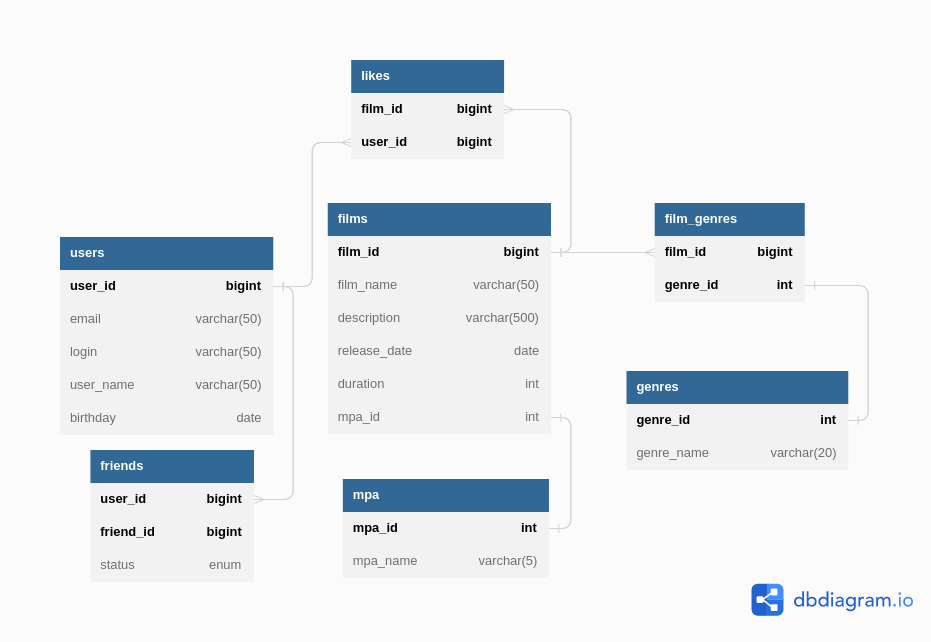 likes
film_id bigint
user_id bigint
films
film_id bigint
film_name varchar(50)
description varchar(500)
release_date date
duration int
mpa_id int
film_genres
film_id bigint
genre_id int
users
user_id bigint
email varchar(50)
login varchar(50)
user_name varchar(50)
birthday date
genres
genre_id int
genre_name varchar(20)
friends
user_id bigint
friend_id bigint
status enum
mpa
mpa_id int
mpa_name varchar(5)
dbdiagram.io